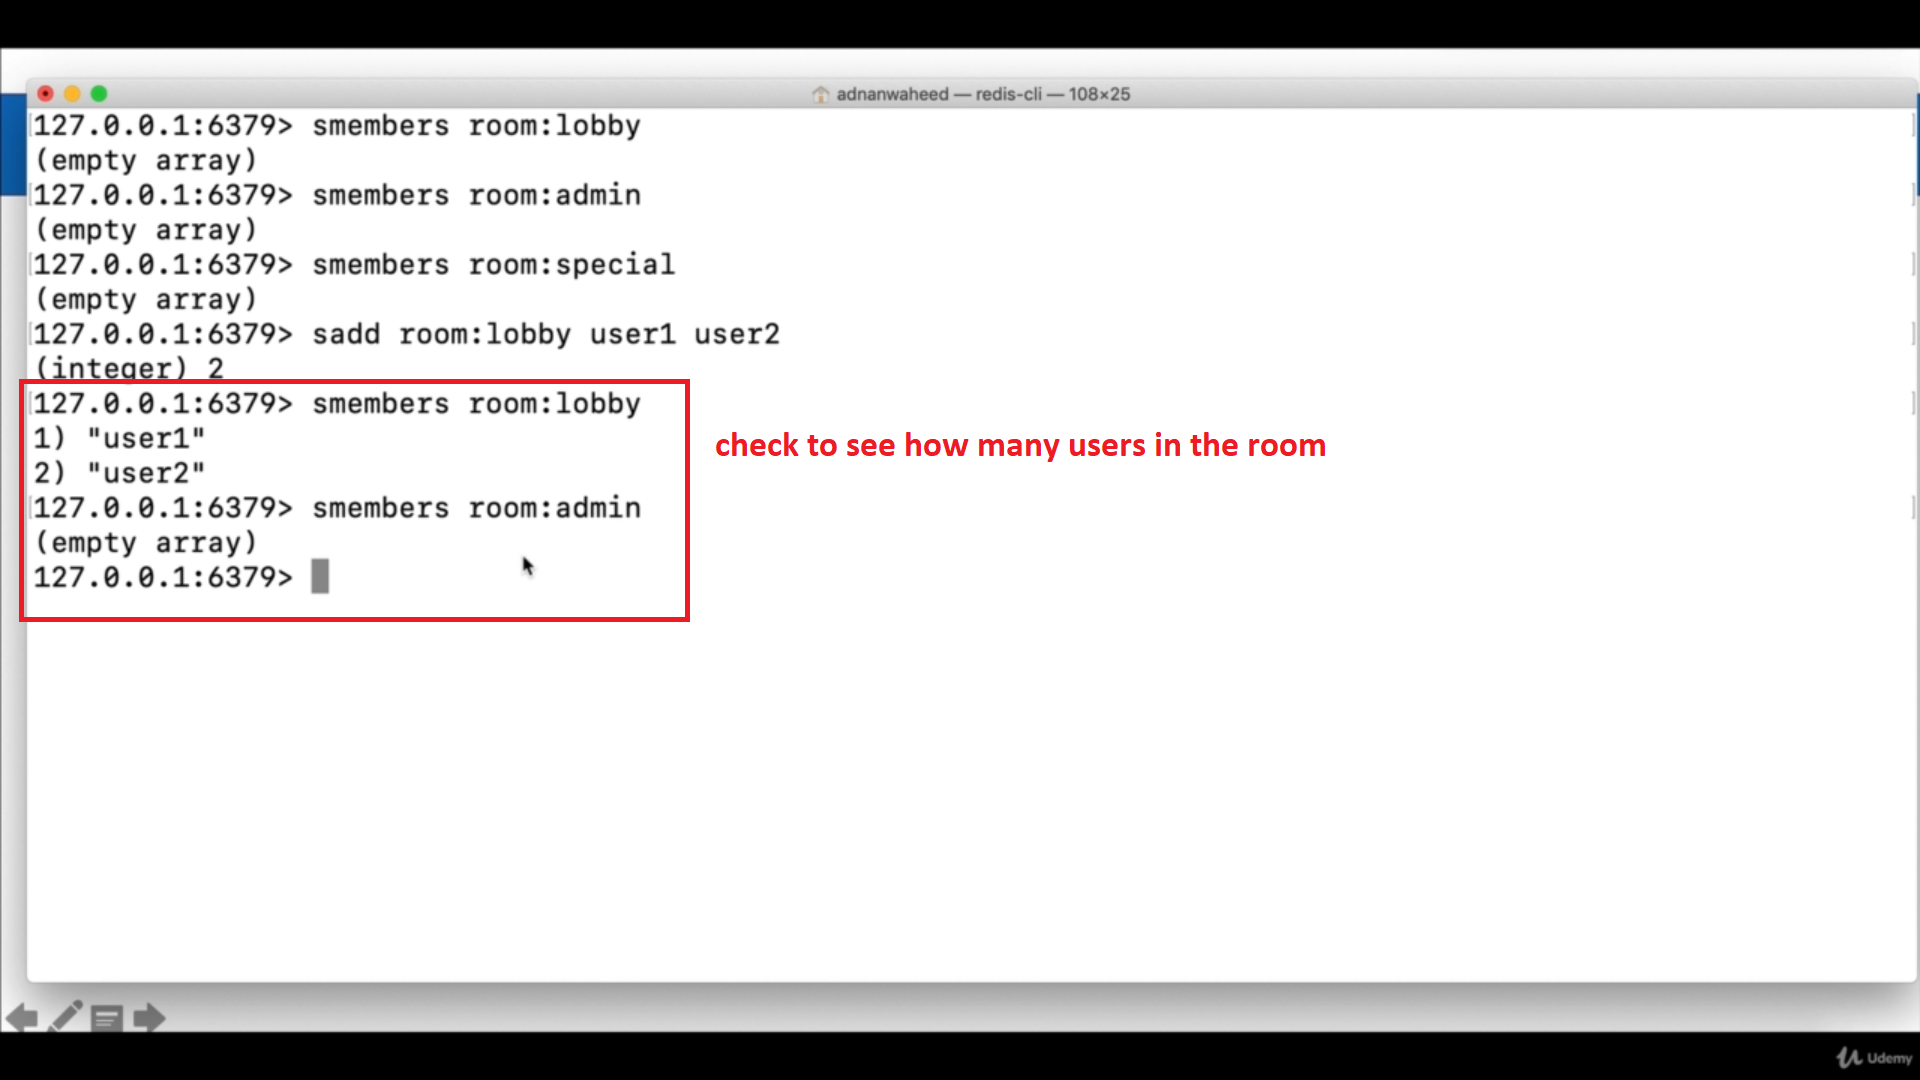 adnanwaheed — redis-cli — 108×25
127.0.0.1:6379> smembers room:lobby
(empty array)
127.0.0.1:6379> smembers room:admin
(empty array)
127.0.0.1:6379> smembers room:special
(empty array)
127.0.0.1:6379> sadd room:lobby user1 user2
(integer) 2
127.0.0.1:6379> smembers room:lobby
1) "user1"
check to see how many users in the room
2) "user2"
127.0.0.1:6379> smembers room:admin
(empty array)
127.0.0.1:6379>
Udemy